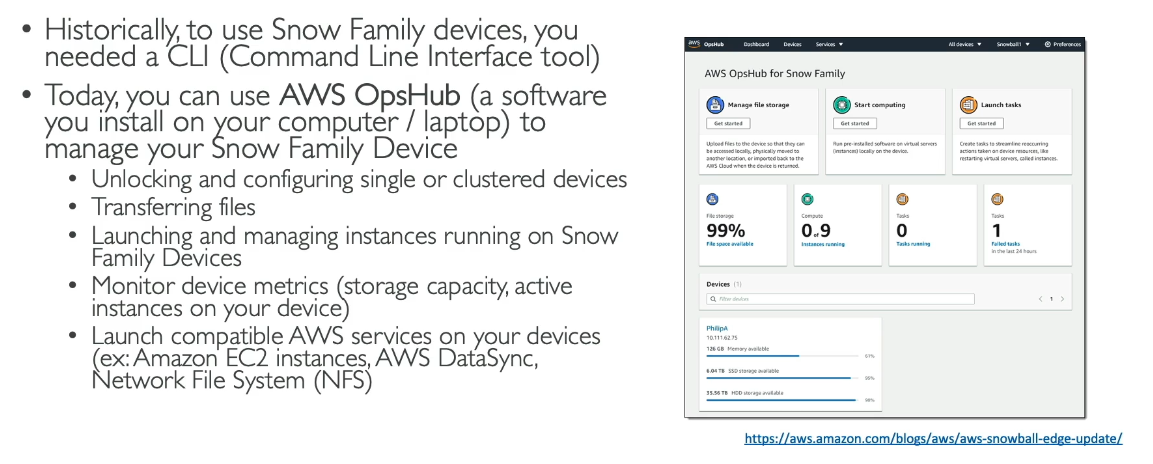 • Historically, to use Snow Family devices, you
needed a CLI (Command Line Interface tool)
• Today, you can use AWS OpsHub (a software
you install on your computer / laptop) to
manage your Snow Family Device
• Unlocking and configuring single or clustered devices
• Transferring files
• Launching and managing instances running on Snow
Family Devices
• Monitor device metrics (storage capacity, active
instances on your device)
• Launch compatible AWS services on your devices
(ex: Amazon EC2 instances, AWS DataSync,
Network File System (NFS)
aws OpsHub Dashboard Devices Services ▼ All devices ▼ Snowball1 ▼ Preferences
AWS OpsHub for Snow Family
Manage file storage
Get started
Upload files to the device so that they can
be accessed locally, physically moved to
another location, or imported back to the
AWS Cloud when the device is returned.
Start computing
Get started
Run pre-installed software on virtual servers
(instances) locally on the device.
Launch tasks
Get started
Create tasks to streamline reoccurring
actions taken on device resources, like
restarting virtual servers, called instances.
File storage
99%
File space available
Compute
0 of 9
Instances running
Tasks
0
Tasks running
Tasks
1
Failed tasks
in the last 24 hours
Devices (1)
Filter devices
< 1 >
PhilipA
10.111.62.75
126 GB Memory available
61%
6.04 TB SSD storage available
95%
35.56 TB HDD storage available
98%
https://aws.amazon.com/blogs/aws/aws-snowball-edge-update/